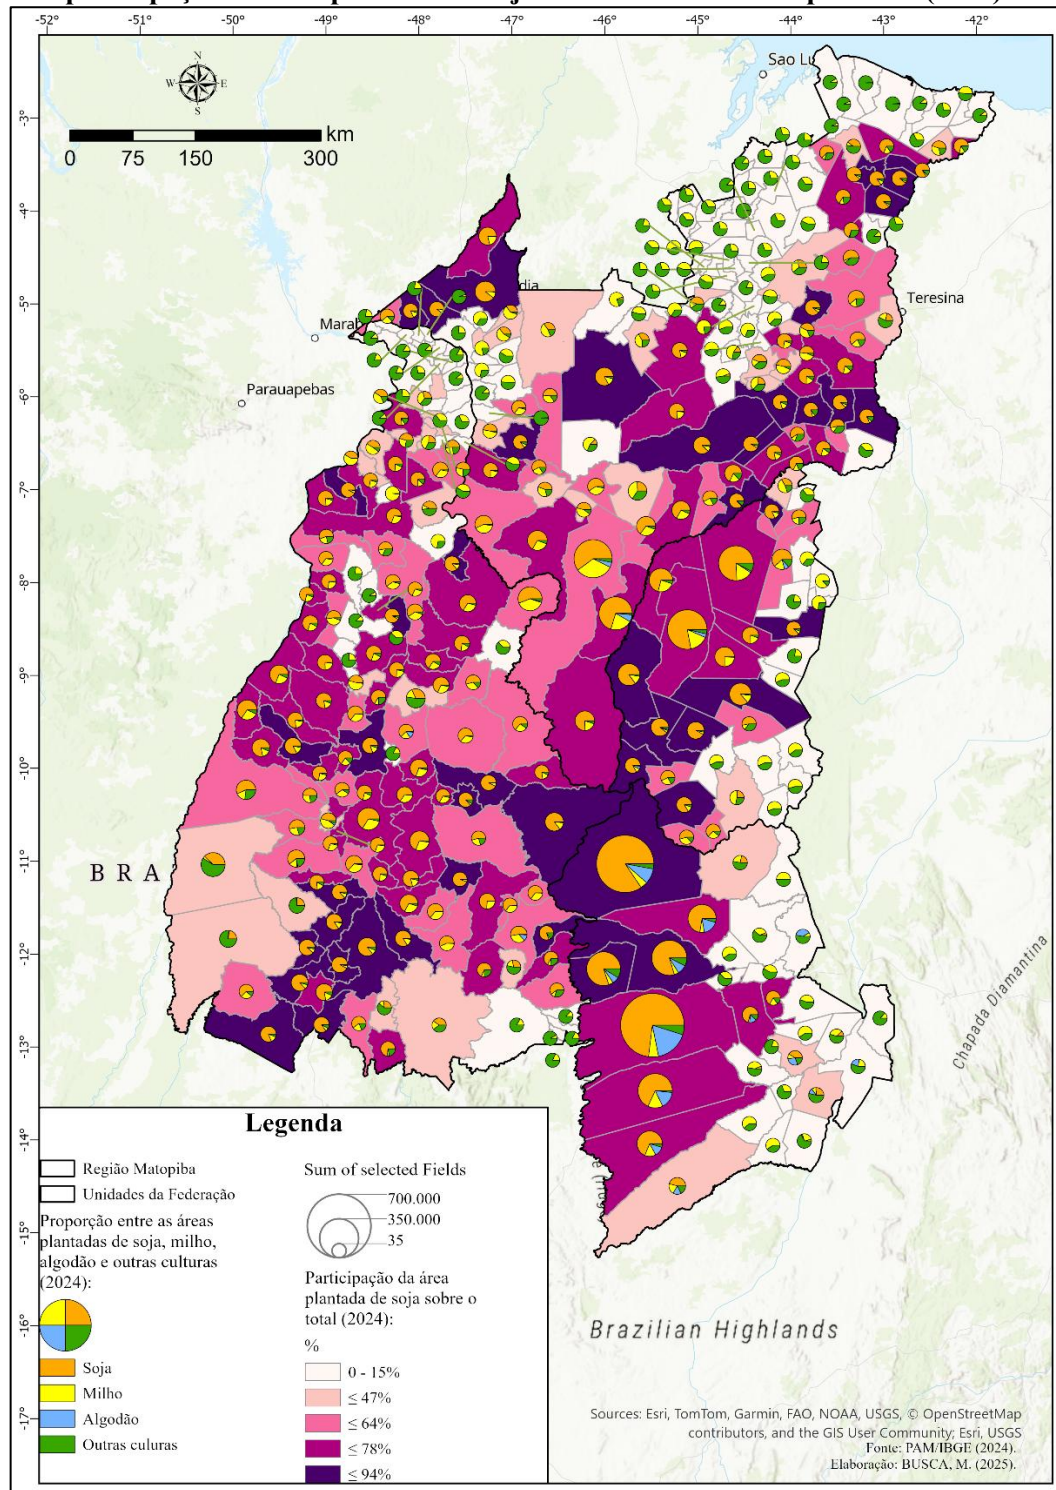 -52° -51° -50° -49° -48° -47° -46° -45° -44° -43° -42°
N
W E
S
km
0 75 150 300
Sao Lu
-3°
-4°
-5°
dia
Teresina
Marab
Parauapebas
-6°
-7°
-8°
-9°
-10°
-11°
B R A
-12°
Chapada Diamantina
-13°
-14°
-15°
-16°
-17°
Brazilian Highlands
Legenda
Região Matopiba
Unidades da Federação
Proporção entre as áreas
plantadas de soja, milho,
algodão e outras culturas
(2024):
Soja
Milho
Algodão
Outras culuras
Sum of selected Fields
700.000
350.000
35
Participação da área
plantada de soja sobre o
total (2024):
%
0 - 15%
≤ 47%
≤ 64%
≤ 78%
≤ 94%
Sources: Esri, TomTom, Garmin, FAO, NOAA, USGS, © OpenStreetMap
contributors, and the GIS User Community; Esri, USGS
Fonte: PAM/IBGE (2024).
Elaboração: BUSCA, M. (2025).